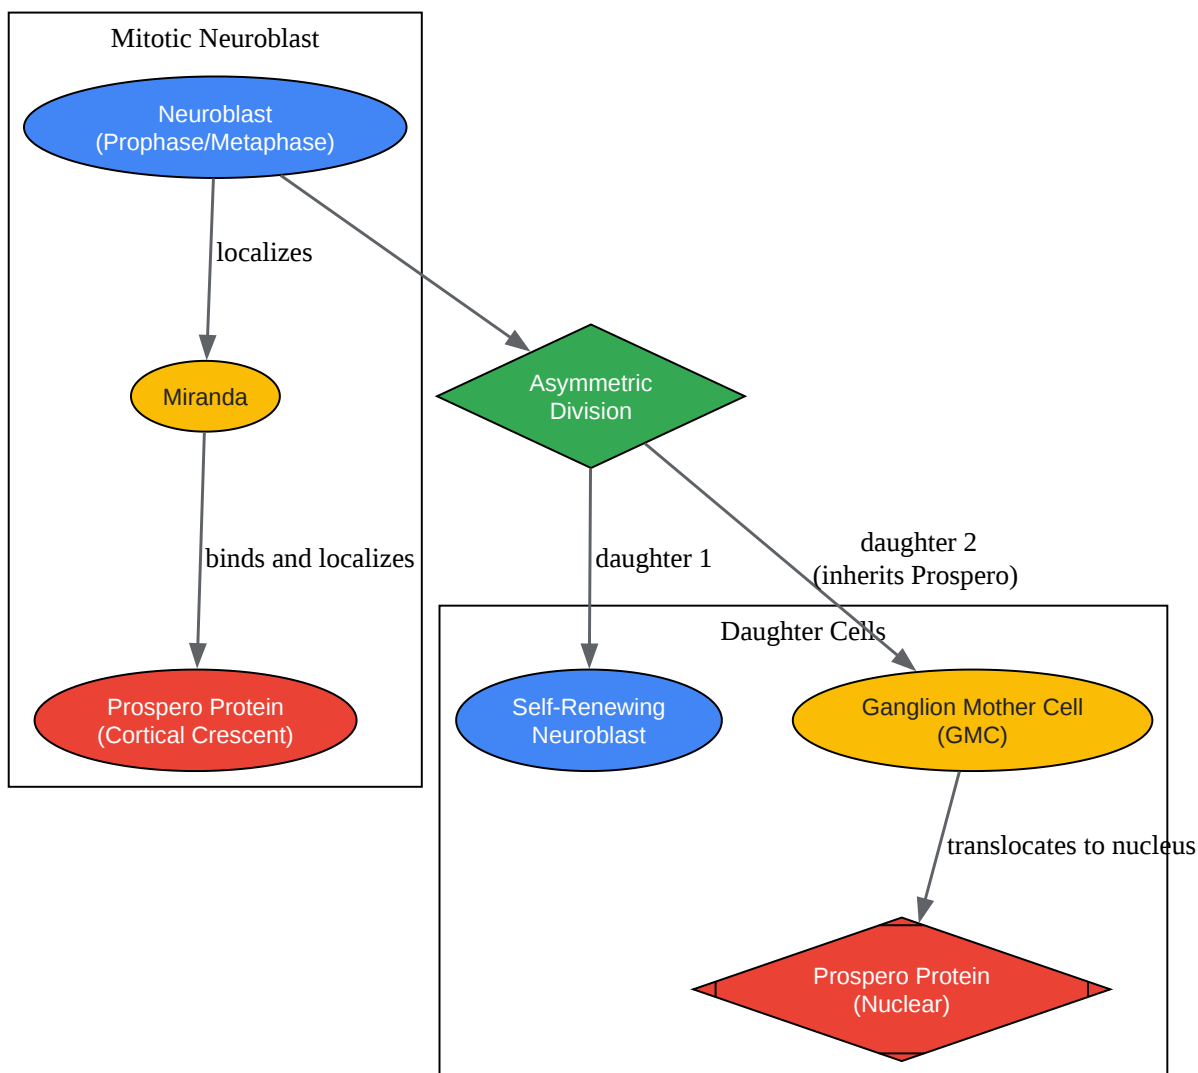 Mitotic Neuroblast
Neuroblast
(Prophase/Metaphase)
localizes
Miranda
Asymmetric
Division
binds and localizes
daughter 1
daughter 2
(inherits Prospero)
Daughter Cells
Prospero Protein
(Cortical Crescent)
Self-Renewing
Neuroblast
Ganglion Mother Cell
(GMC)
translocates to nucleus
Prospero Protein
(Nuclear)